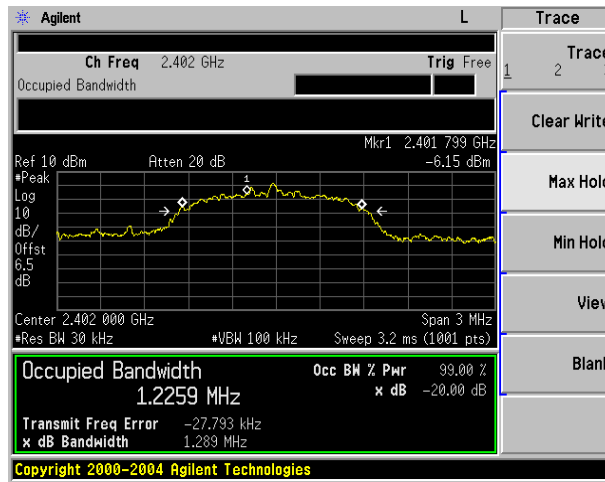 Agilent L Trace
Ch Freq 2.402 GHz Trig Free
Occupied Bandwidth
Trace
1 2
Clear Write
Max Hold
Min Hold
View
Blank
Mkr1 2.401 799 GHz
Ref 10 dBm Atten 20 dB -6.15 dBm
#Peak
Log
10
dB/
Offst
6.5
dB
1
Center 2.402 000 GHz Span 3 MHz
#Res BW 30 kHz #VBW 100 kHz Sweep 3.2 ms (1001 pts)
Occupied Bandwidth Occ BW % Pwr 99.00 %
1.2259 MHz x dB -20.00 dB
Transmit Freq Error -27.793 kHz
x dB Bandwidth 1.289 MHz
Copyright 2000-2004 Agilent Technologies